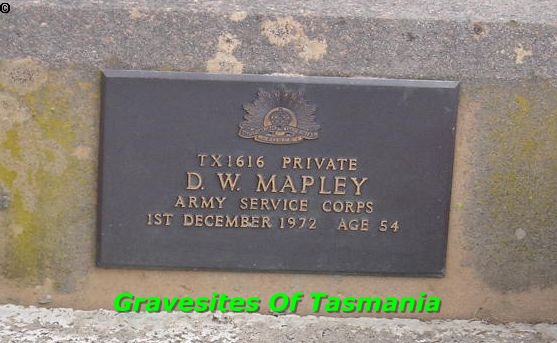 ©
TX1616 PRIVATE
D. W. MAPLEY
ARMY SERVICE CORPS
1ST DECEMBER 1972 AGE 54
Gravesites Of Tasmania